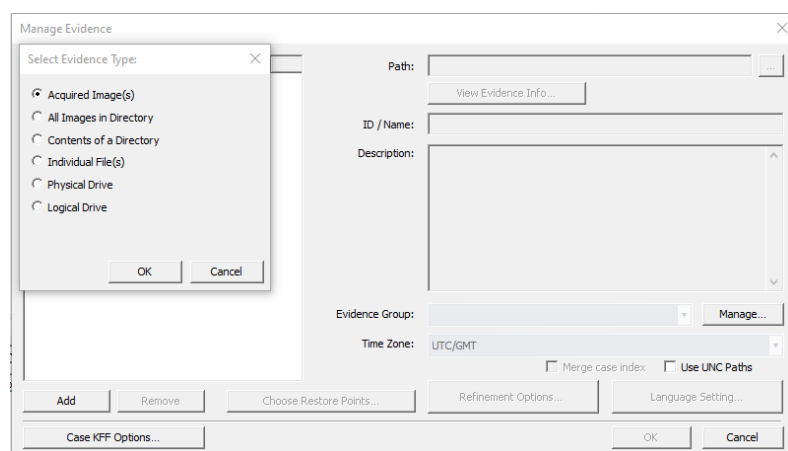 Manage Evidence
Select Evidence Type:
Acquired Image(s)
All Images in Directory
Contents of a Directory
Individual File(s)
Physical Drive
Logical Drive
OK Cancel
Path: ...
View Evidence Info...
ID / Name:
Description:
Evidence Group: Manage...
Time Zone: UTC/GMT
Merge case index Use UNC Paths
Add Remove Choose Restore Points... Refinement Options... Language Setting...
Case KFF Options... OK Cancel